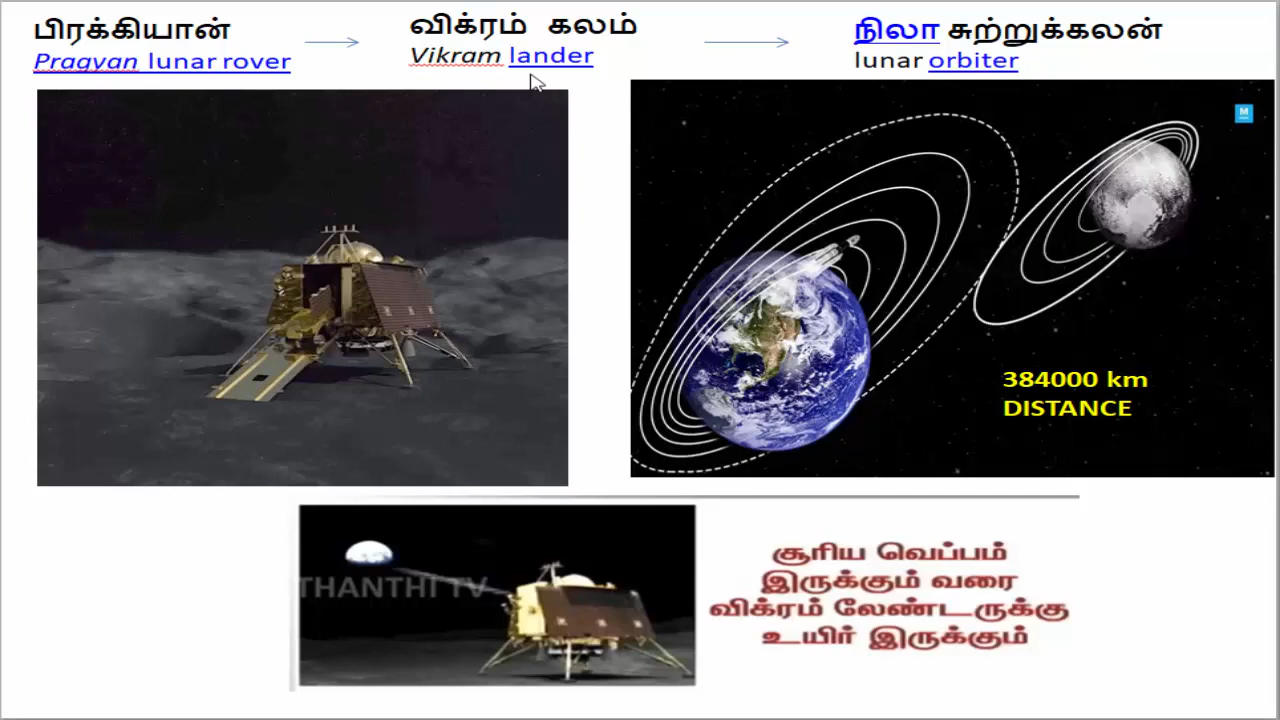 பிரக்கியான்
Pragyan lunar rover
விக்ரம் கலம்
Vikram lander
நிலா சுற்றுக்கலன்
lunar orbiter
M
384000 km
DISTANCE
THANTHI TV
சூரிய வெப்பம்
இருக்கும் வரை
விக்ரம் லேண்டருக்கு
உயிர் இருக்கும்